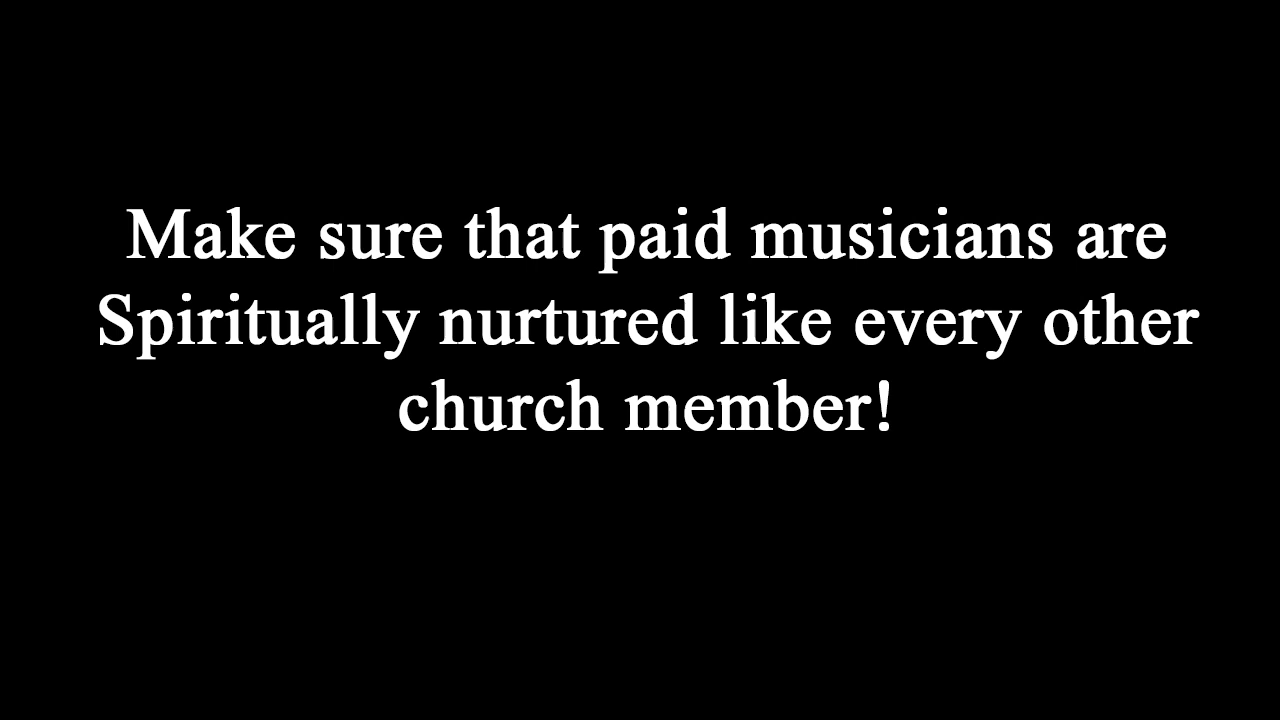 Make sure that paid musicians are
Spiritually nurtured like every other
church member!